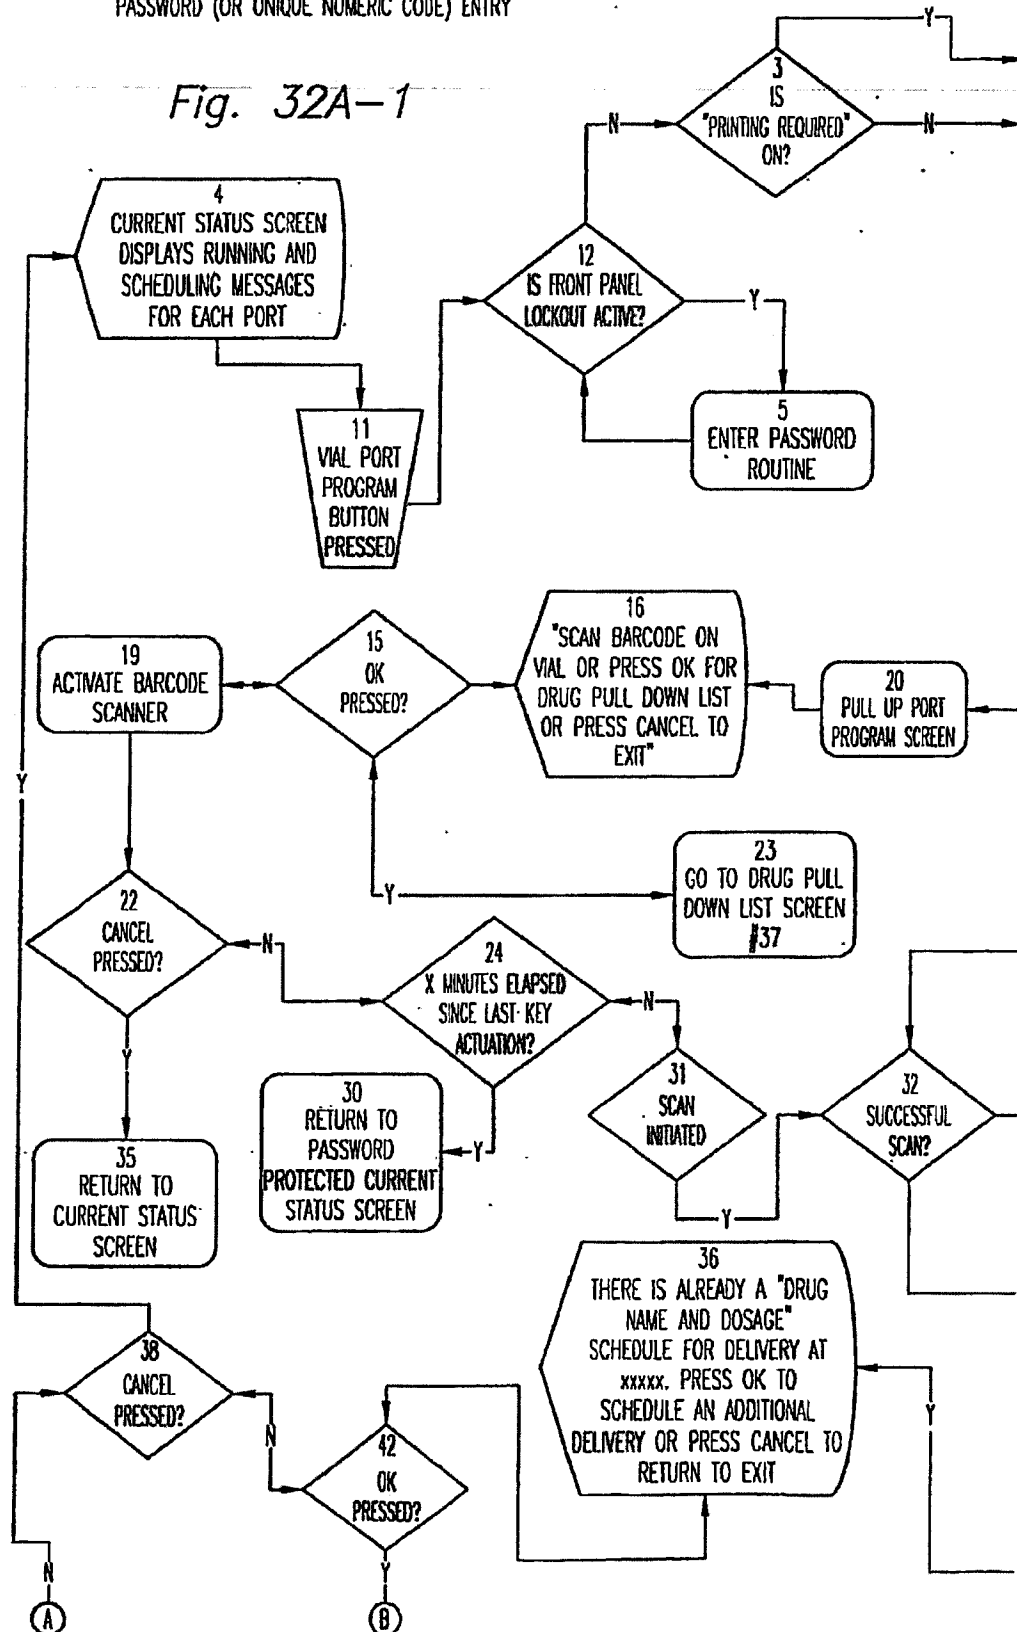 PASSWORD (OR UNIQUE NUMERIC CODE) ENTRY
Fig. 32A-1
Y
3
IS
"PRINTING REQUIRED"
ON?
N
N
4
CURRENT STATUS SCREEN
DISPLAYS RUNNING AND
SCHEDULING MESSAGES
FOR EACH PORT
12
IS FRONT PANEL
LOCKOUT ACTIVE?
Y
5
ENTER PASSWORD
ROUTINE
11
VIAL PORT
PROGRAM
BUTTON
PRESSED
16
"SCAN BARCODE ON
VIAL OR PRESS OK FOR
DRUG PULL DOWN LIST
OR PRESS CANCEL TO
EXIT"
15
OK
PRESSED?
19
ACTIVATE BARCODE
SCANNER
20
PULL UP PORT
PROGRAM SCREEN
Y
23
GO TO DRUG PULL
DOWN LIST SCREEN
#37
Y
22
CANCEL
PRESSED?
N
24
X MINUTES ELAPSED
SINCE LAST KEY
ACTUATION?
N
31
SCAN
INITIATED
32
SUCCESSFUL
SCAN?
Y
30
RETURN TO
PASSWORD
PROTECTED CURRENT
STATUS SCREEN
Y
35
RETURN TO
CURRENT STATUS
SCREEN
Y
36
THERE IS ALREADY A "DRUG
NAME AND DOSAGE"
SCHEDULE FOR DELIVERY AT
xxxxx. PRESS OK TO
SCHEDULE AN ADDITIONAL
DELIVERY OR PRESS CANCEL TO
RETURN TO EXIT
Y
38
CANCEL
PRESSED?
N
42
OK
PRESSED?
N
Y
A
B